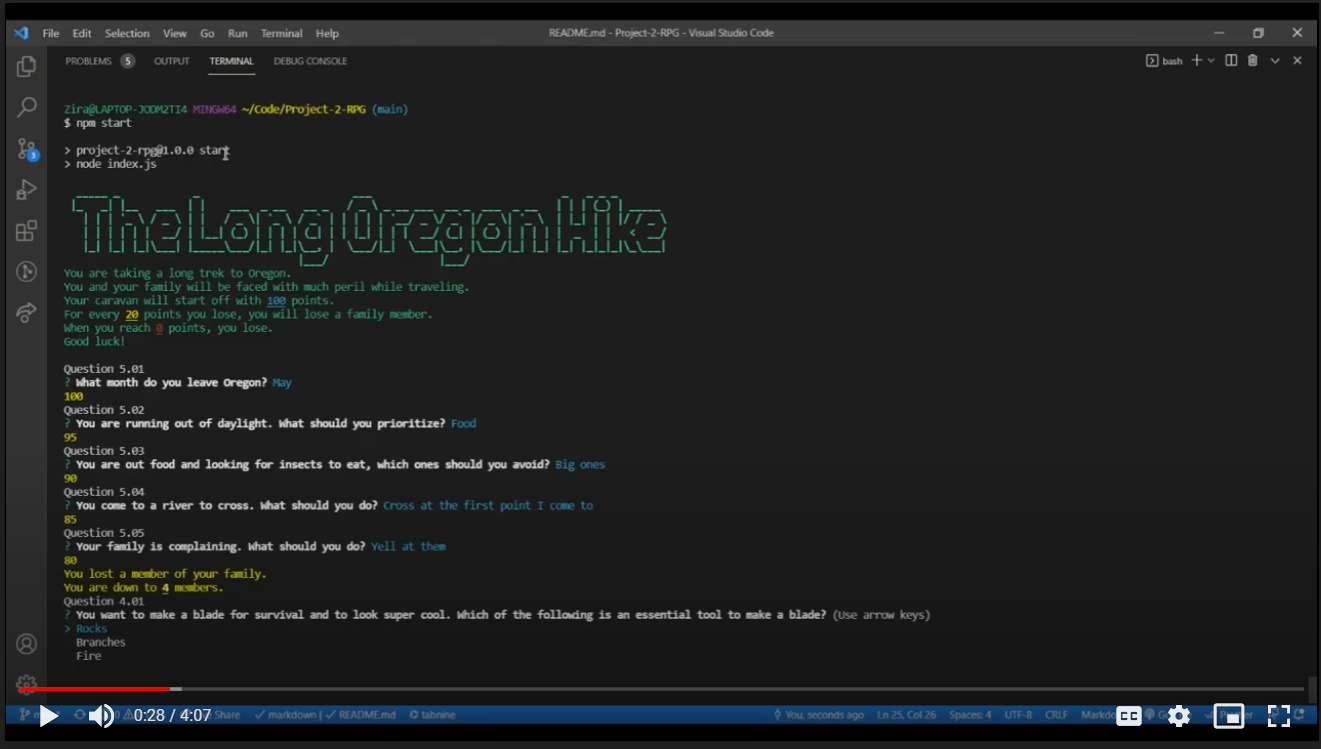 File Edit Selection View Go Run Terminal Help README.md - Project-2-RPG - Visual Studio Code
PROBLEMS 5 OUTPUT TERMINAL DEBUG CONSOLE bash
Zira@LAPTOP-JODM2TI4 MINGW64 ~/Code/Project-2-RPG (main)
$ npm start
> project-2-rpg@1.0.0 start
> node index.js
The Long Oregon Hike
You are taking a long trek to Oregon.
You and your family will be faced with much peril while traveling.
Your caravan will start off with 100 points.
For every 20 points you lose, you will lose a family member.
When you reach 0 points, you lose.
Good luck!
Question 5.01
? What month do you leave Oregon? May
100
Question 5.02
? You are running out of daylight. What should you prioritize? Food
95
Question 5.03
? You are out food and looking for insects to eat, which ones should you avoid? Big ones
90
Question 5.04
? You come to a river to cross. What should you do? Cross at the first point I come to
85
Question 5.05
? Your family is complaining. What should you do? Yell at them
80
You lost a member of your family.
You are down to 4 members.
Question 4.01
? You want to make a blade for survival and to look super cool. Which of the following is an essential tool to make a blade? (Use arrow keys)
> Rocks
Branches
Fire
3
0:28 / 4:07 Share markdown | README.md tabnine You, seconds ago Ln 25, Col 26 Spaces: 4 UTF-8 CRLF CC